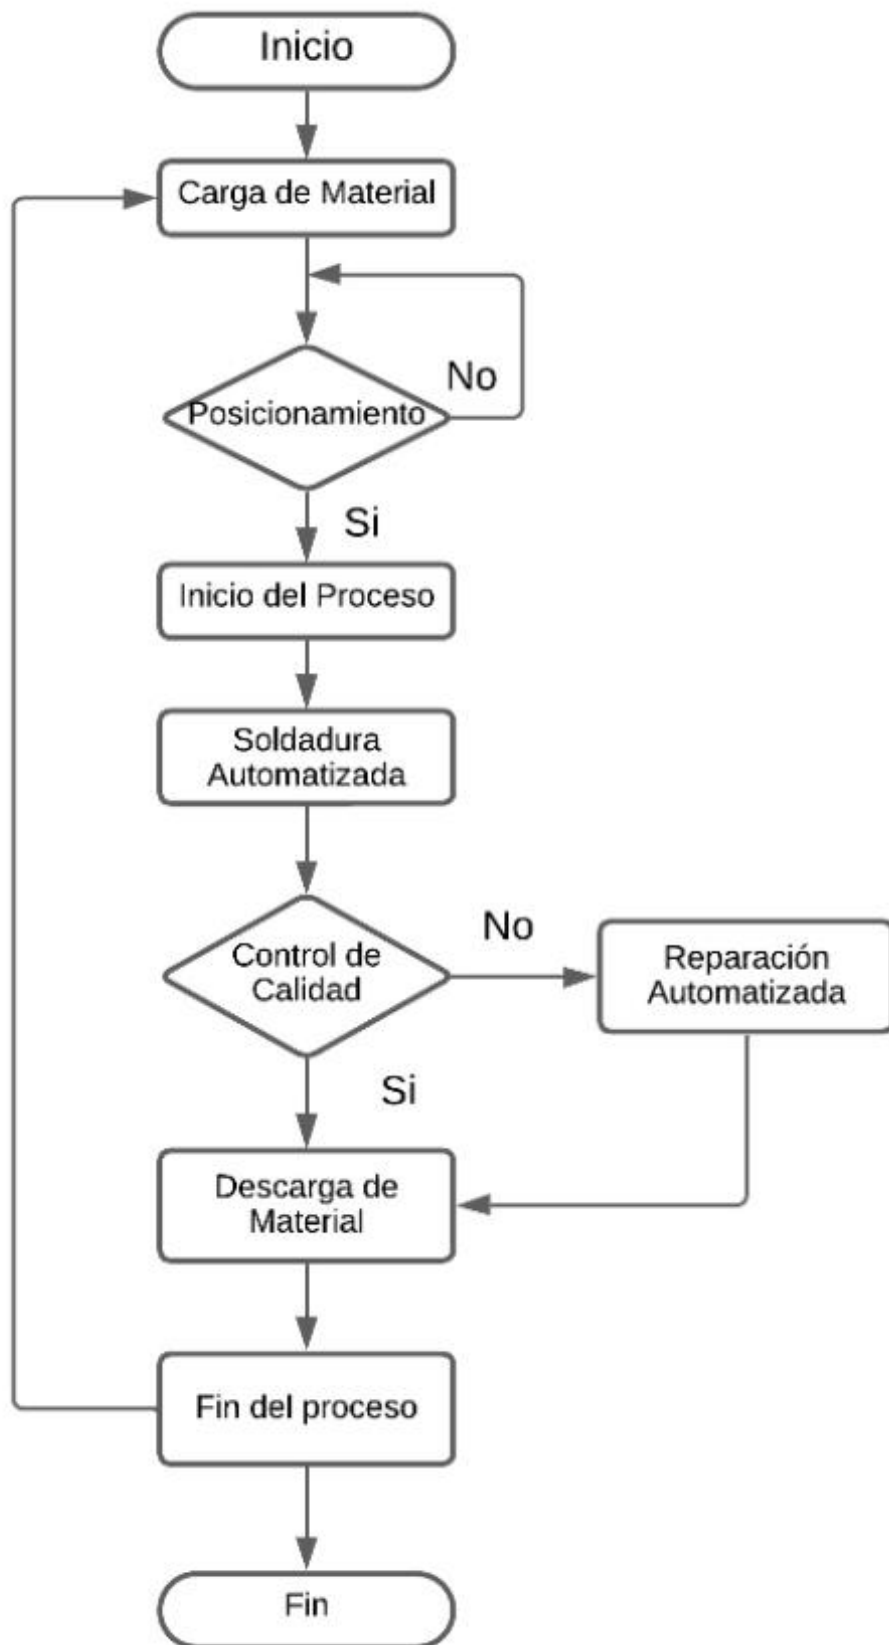 Inicio
Carga de Material
No
Posicionamiento
Si
Inicio del Proceso
Soldadura
Automatizada
No
Control de
Calidad
Reparación
Automatizada
Si
Descarga de
Material
Fin del proceso
Fin